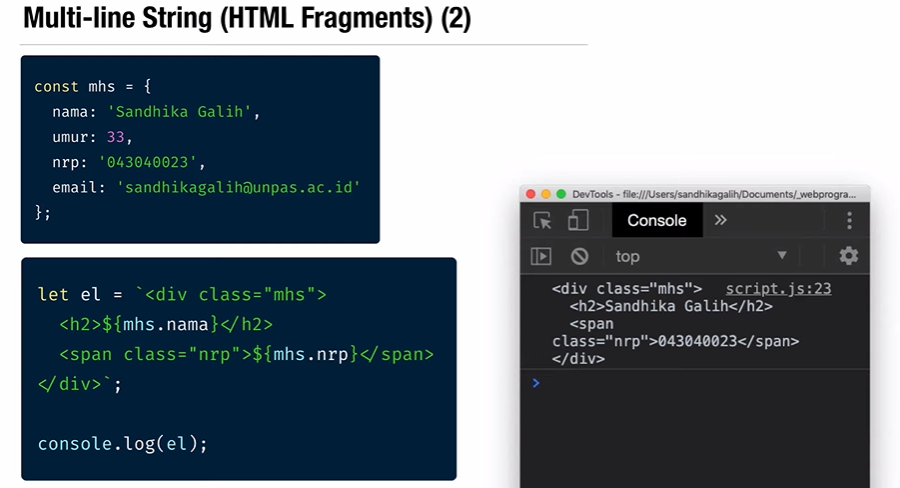 Multi-line String (HTML Fragments) (2)
const mhs = {
  nama: 'Sandhika Galih',
  umur: 33,
  nrp: '043040023',
  email: 'sandhikagalih@unpas.ac.id'
};
let el = `<div class="mhs">
  <h2>${mhs.nama}</h2>
  <span class="nrp">${mhs.nrp}</span>
</div>`;
console.log(el);
DevTools - file:///Users/sandhikagalih/Documents/_webprogra...
Console »
top
<div class="mhs"> script.js:23
  <h2>Sandhika Galih</h2>
  <span
class="nrp">043040023</span>
</div>
>